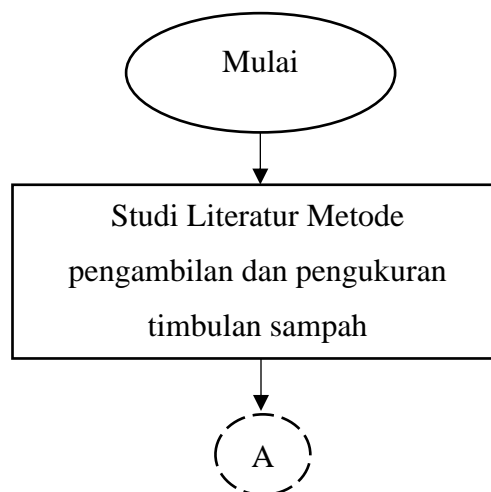 Mulai
Studi Literatur Metode
pengambilan dan pengukuran
timbulan sampah
A